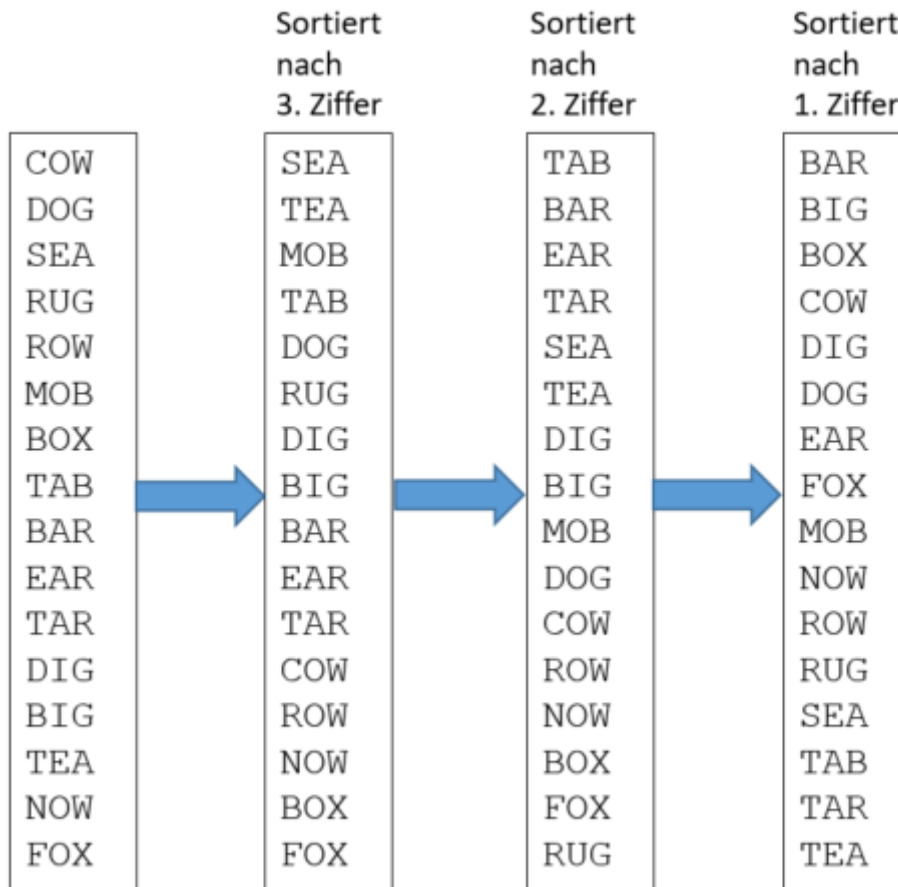 Sortiert Sortiert Sortiert
nach nach nach
3. Ziffer 2. Ziffer 1. Ziffer
COW SEA TAB BAR
DOG TEA BAR BIG
SEA MOB EAR BOX
RUG TAB TAR COW
ROW DOG SEA DIG
MOB RUG TEA DOG
BOX DIG DIG EAR
TAB BIG BIG FOX
BAR BAR MOB MOB
EAR EAR DOG NOW
TAR TAR COW ROW
DIG COW ROW RUG
BIG ROW NOW SEA
TEA NOW BOX TAB
NOW BOX FOX TAR
FOX FOX RUG TEA